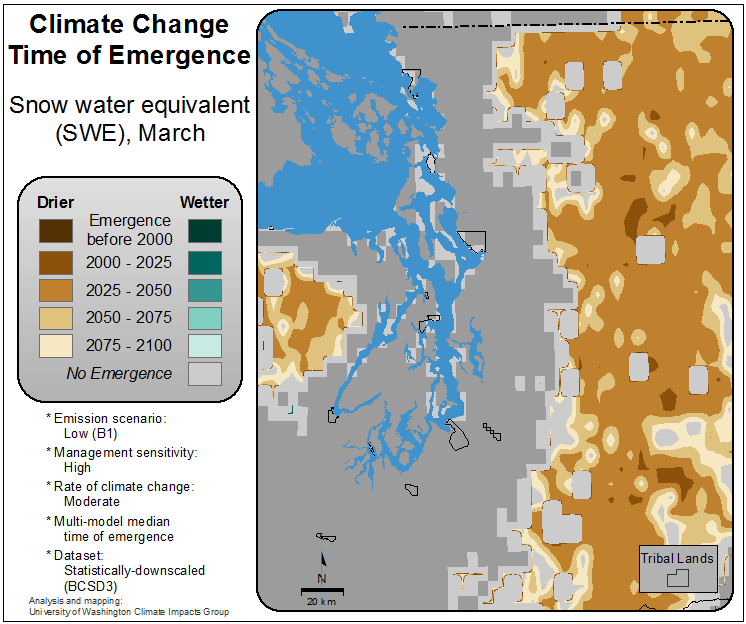 Climate Change
Time of Emergence
Snow water equivalent
(SWE), March
Drier
Wetter
Emergence
before 2000
2000 - 2025
2025 - 2050
2050 - 2075
2075 - 2100
No Emergence
* Emission scenario:
Low (B1)
* Management sensitivity:
High
* Rate of climate change:
Moderate
* Multi-model median
time of emergence
* Dataset:
Statistically-downscaled
(BCSD3)
Analysis and mapping:
University of Washington Climate Impacts Group
N
20 km
Tribal Lands